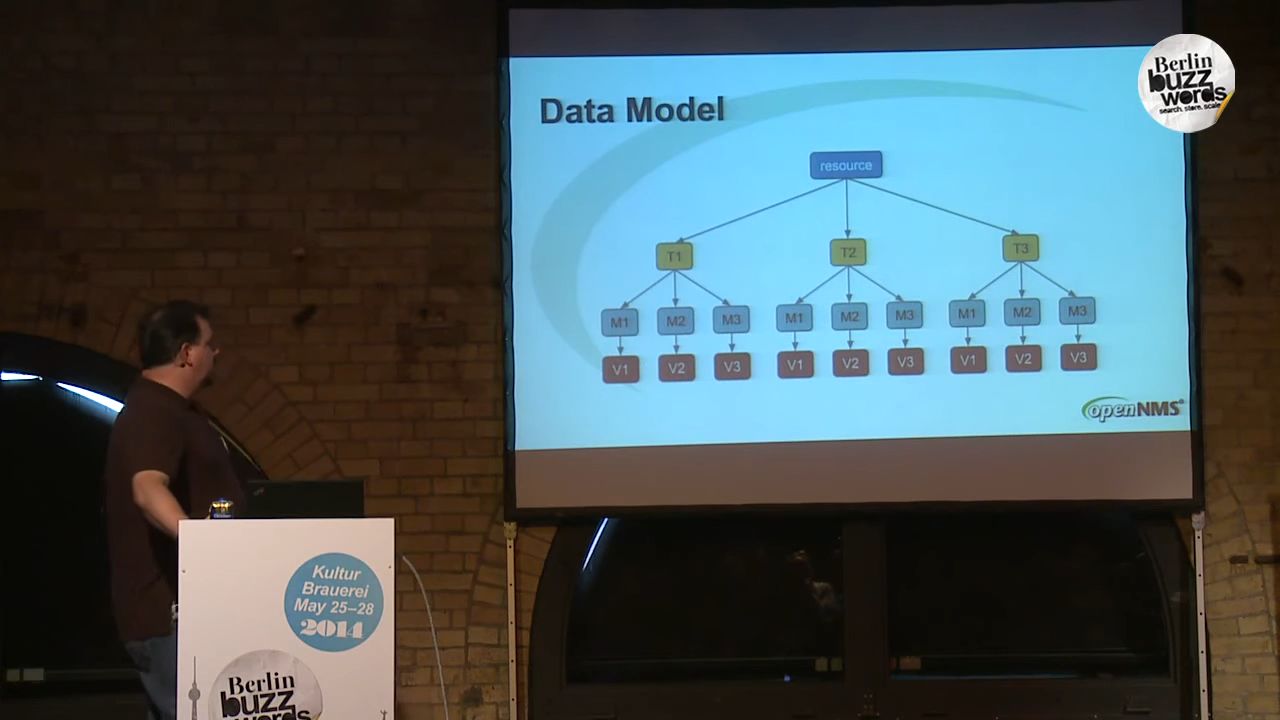 Berlin
buzz
words
search. store. scale
Data Model
resource
T1 T2 T3
M1 M2 M3 M1 M2 M3 M1 M2 M3
V1 V2 V3 V1 V2 V3 V1 V2 V3
openNMS®
Kultur
Brauerei
May 25–28
2014
Berlin
buzz
words